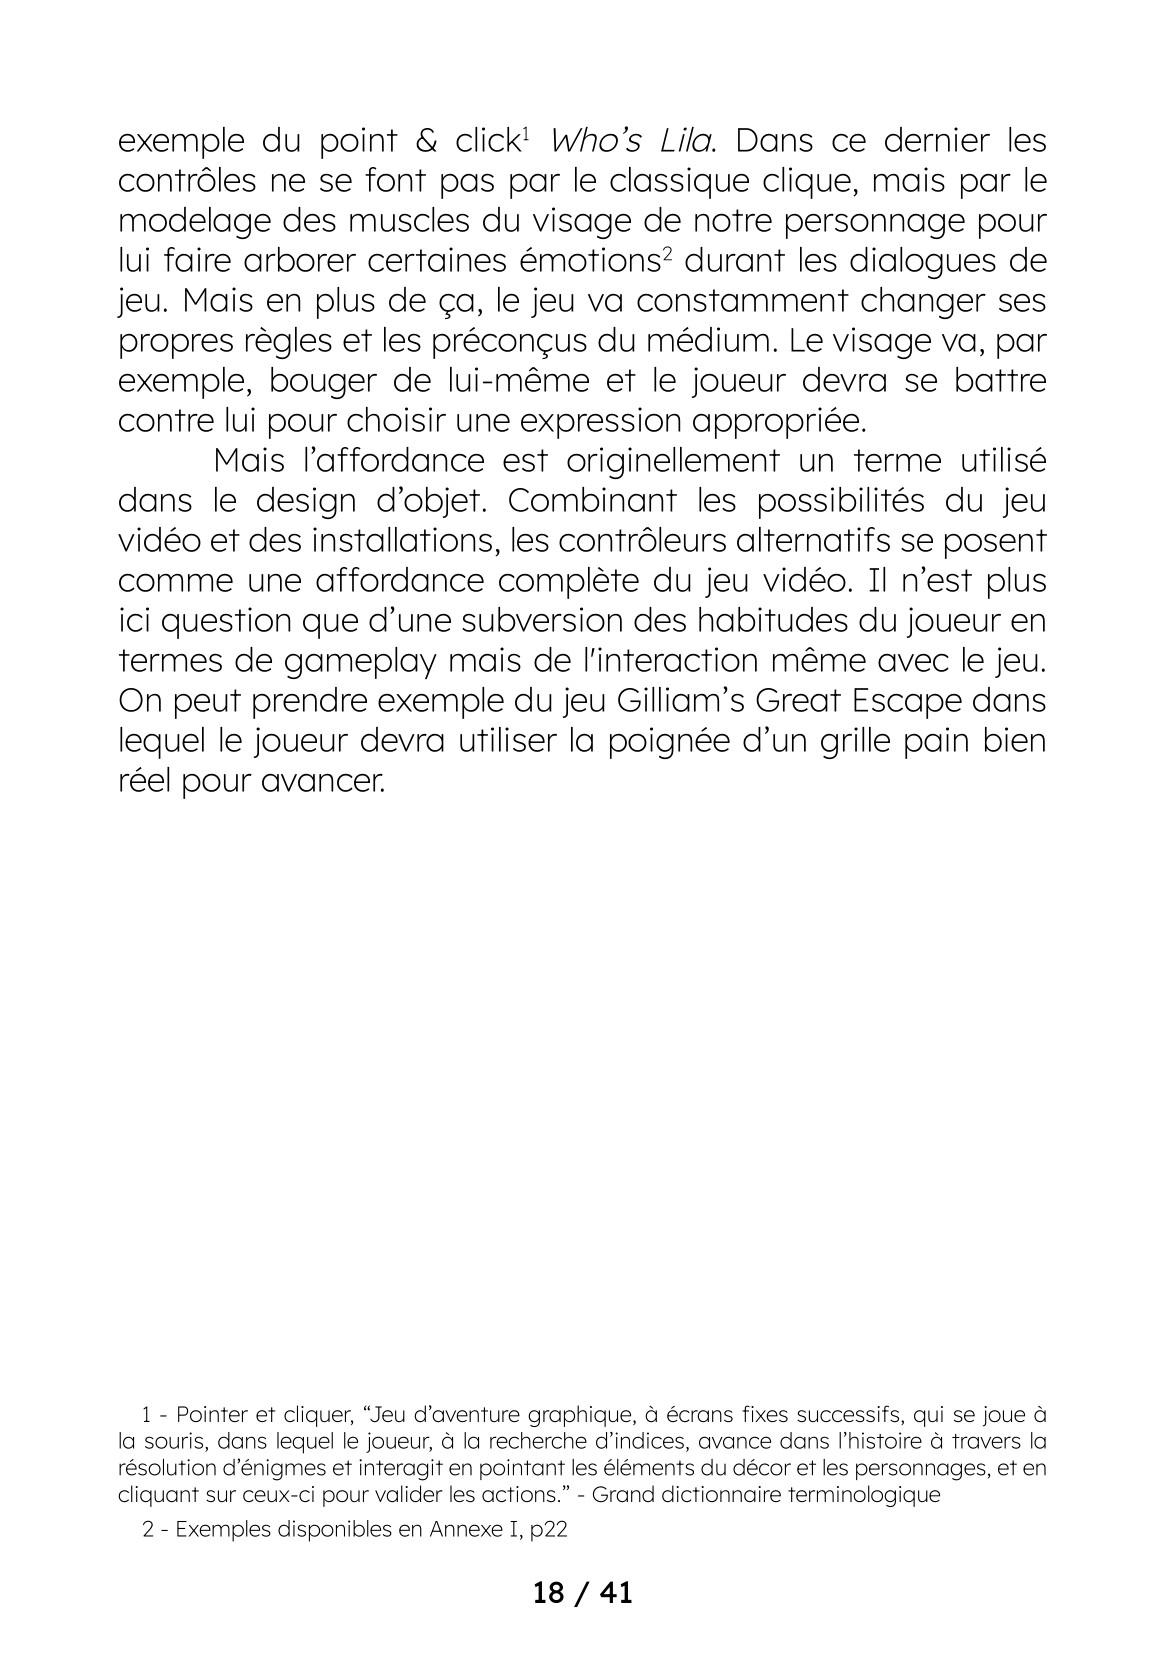 exemple du point & click¹ Who’s Lila. Dans ce dernier les
contrôles ne se font pas par le classique clique, mais par le
modelage des muscles du visage de notre personnage pour
lui faire arborer certaines émotions² durant les dialogues de
jeu. Mais en plus de ça, le jeu va constamment changer ses
propres règles et les préconçus du médium. Le visage va, par
exemple, bouger de lui-même et le joueur devra se battre
contre lui pour choisir une expression appropriée.
Mais l’affordance est originellement un terme utilisé
dans le design d’objet. Combinant les possibilités du jeu
vidéo et des installations, les contrôleurs alternatifs se posent
comme une affordance complète du jeu vidéo. Il n’est plus
ici question que d’une subversion des habitudes du joueur en
termes de gameplay mais de l'interaction même avec le jeu.
On peut prendre exemple du jeu Gilliam’s Great Escape dans
lequel le joueur devra utiliser la poignée d’un grille pain bien
réel pour avancer.
1 - Pointer et cliquer, “Jeu d’aventure graphique, à écrans fixes successifs, qui se joue à
la souris, dans lequel le joueur, à la recherche d’indices, avance dans l’histoire à travers la
résolution d’énigmes et interagit en pointant les éléments du décor et les personnages, et en
cliquant sur ceux-ci pour valider les actions.” - Grand dictionnaire terminologique
2 - Exemples disponibles en Annexe I, p22
18 / 41